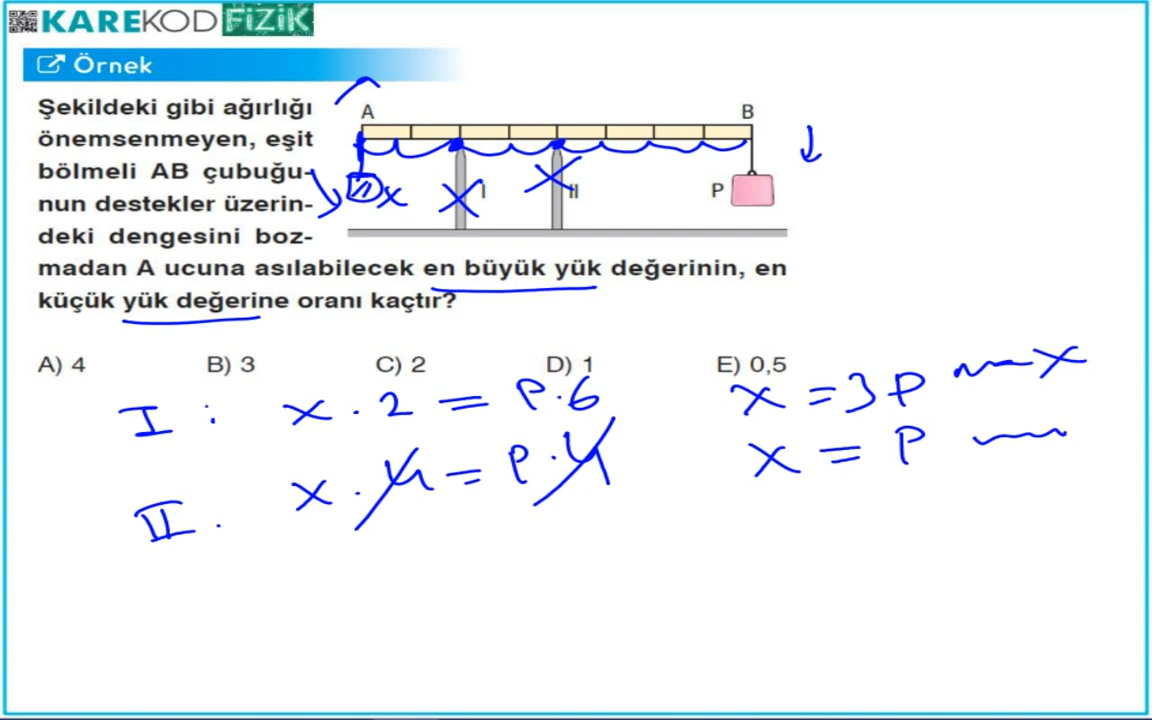 KAREKOD FiZiK
Örnek
Şekildeki gibi ağırlığı
önemsenmeyen, eşit
bölmeli AB çubuğu-
nun destekler üzerin-
deki dengesini boz-
madan A ucuna asılabilecek en büyük yük değerinin, en
küçük yük değerine oranı kaçtır?
A B
x I II P
A) 4 B) 3 C) 2 D) 1 E) 0,5
I : x . 2 = P . 6 x = 3P max
II . x . 4 = P . 4 x = P